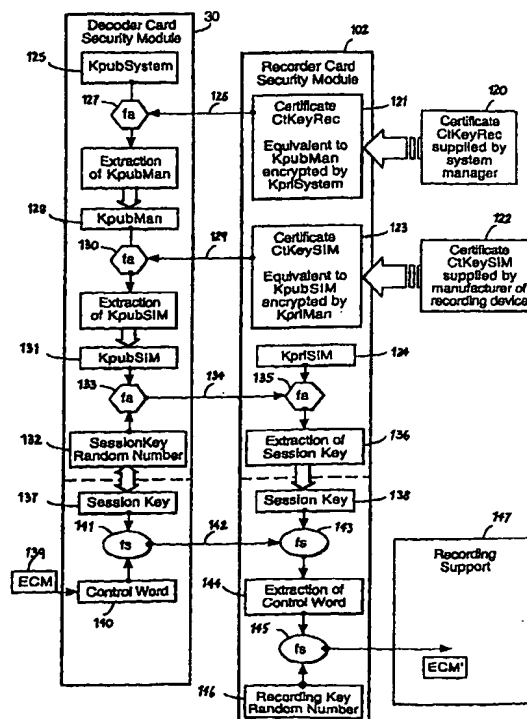 Decoder Card
Security Module
30
125
KpubSystem
127
fa
126
Extraction
of KpubMan
128
KpubMan
130
fa
129
Extraction
of KpubSIM
131
KpubSIM
133
fa
134
132
SessionKey
Random Number
137
Session Key
141
fs
142
139
ECM
Control Word
140
102
Recorder Card
Security Module
121
Certificate
CtKeyRec
Equivalent to
KpubMan
encrypted by
KpriSystem
120
Certificate
CtKeyRec
supplied by
system
manager
123
Certificate
CtKeySIM
Equivalent to
KpubSIM
encrypted by
KpriMan
122
Certificate
CtKeySIM
supplied by
manufacturer
of recording device
KpriSIM
124
135
fa
Extraction of
Session Key
136
Session Key
138
fs
143
144
Extraction of
Control Word
145
fs
146
Recording Key
Random Number
147
Recording
Support
ECM'